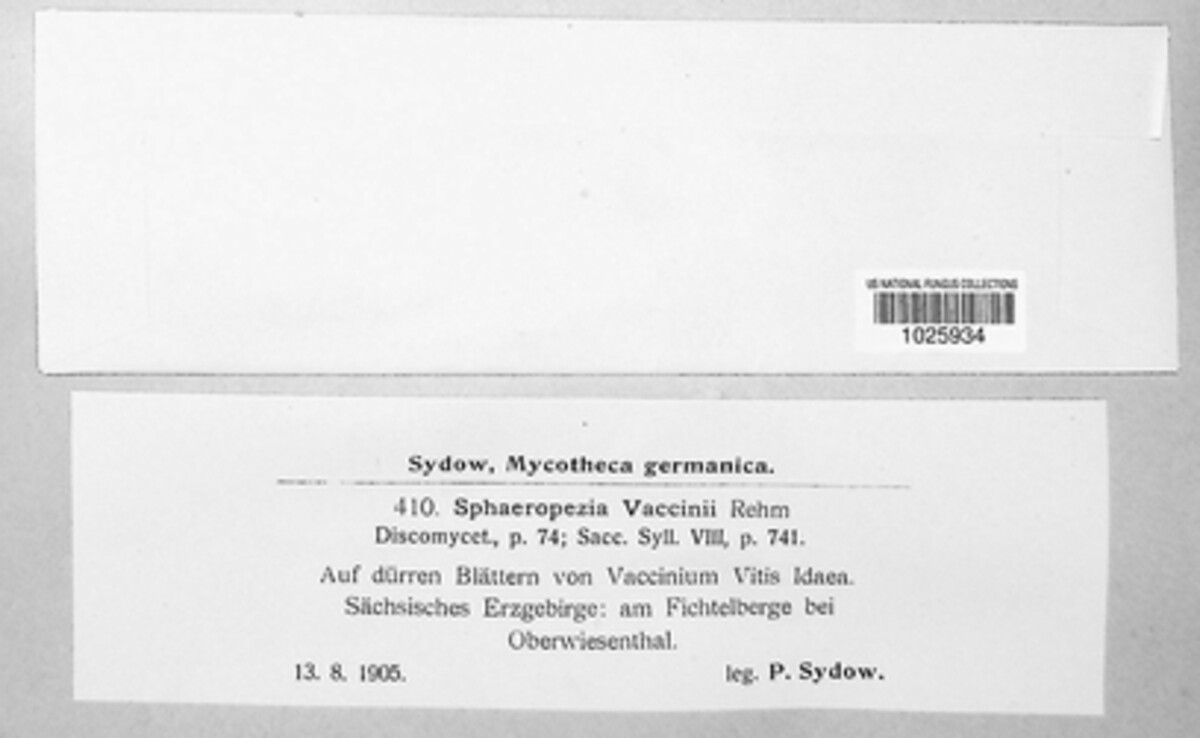 US NATIONAL FUNGUS COLLECTIONS
1025934
Sydow, Mycotheca germanica.
410. Sphaeropezia Vaccinii Rehm
Discomycet., p. 74; Sacc. Syll. VIII, p. 741.
Auf dürren Blättern von Vaccinium Vitis Idaea.
Sächsisches Erzgebirge: am Fichtelberge bei
Oberwiesenthal.
13. 8. 1905. leg. P. Sydow.